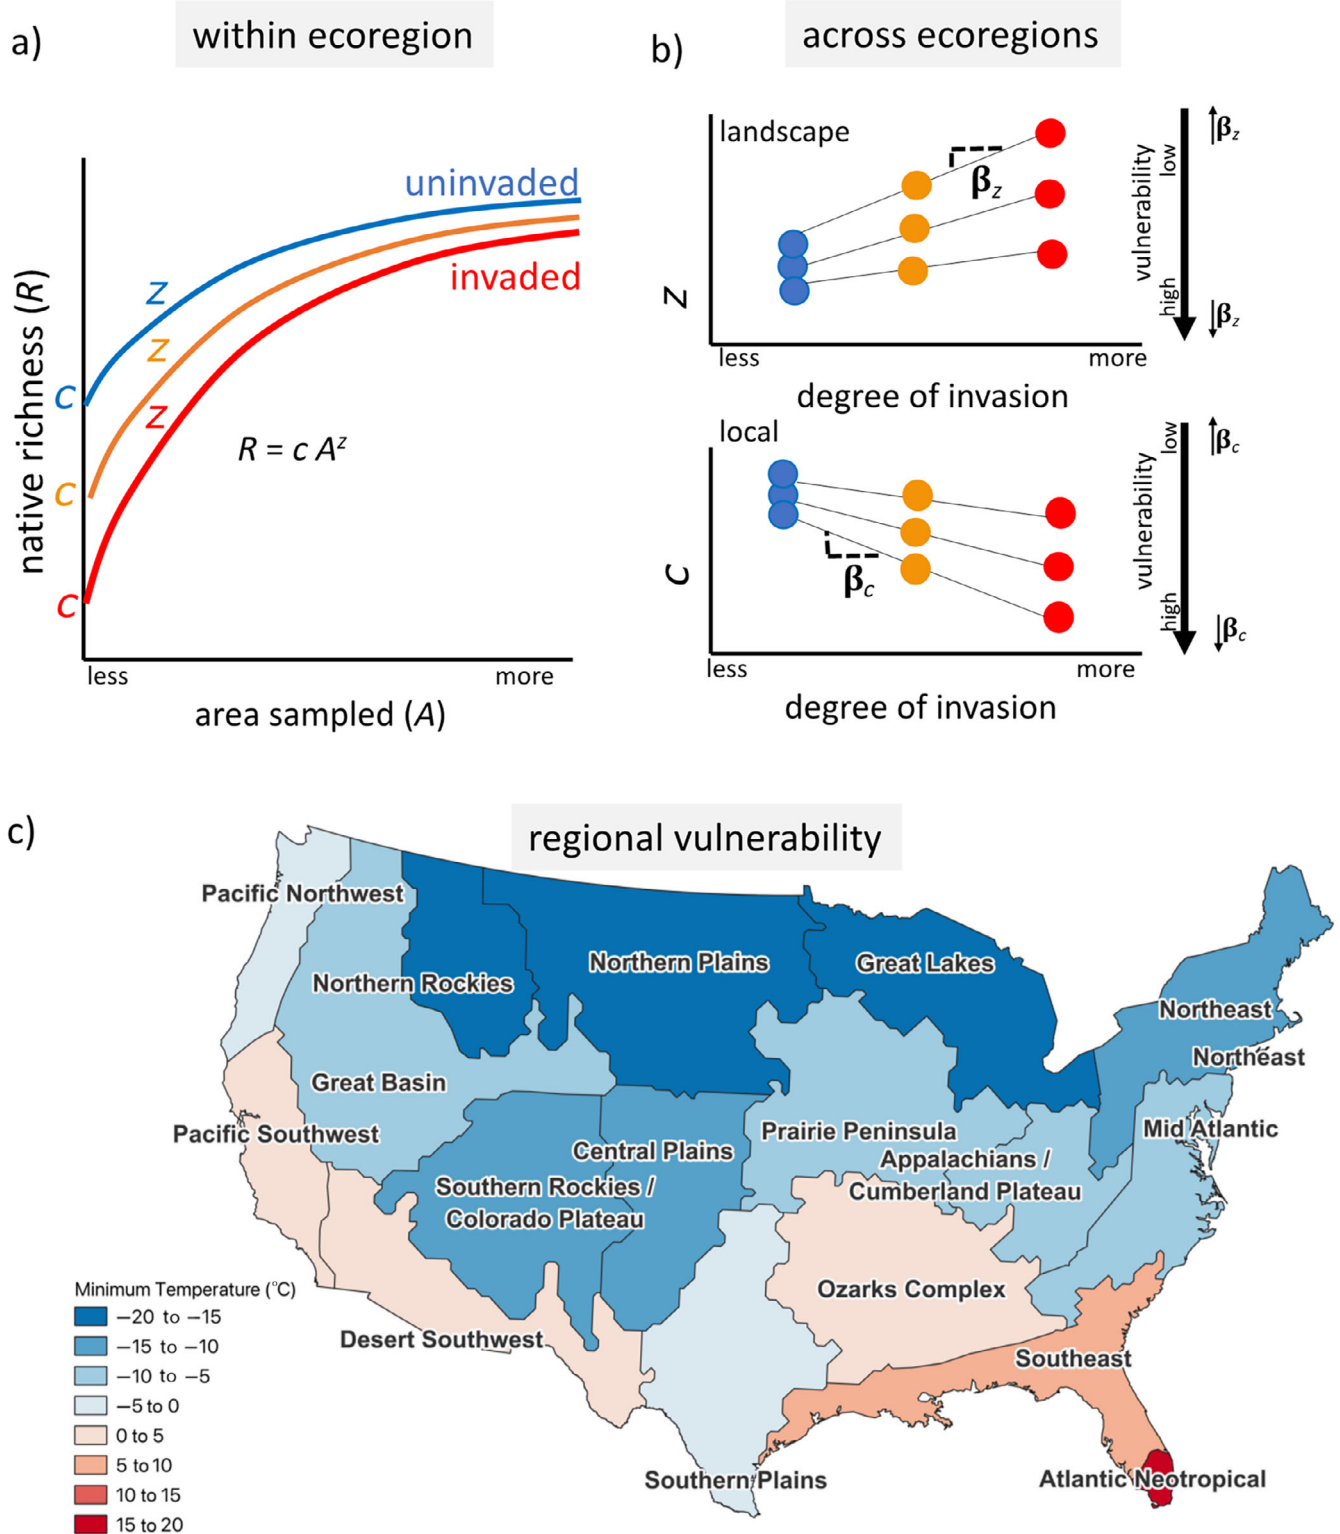 a)
within ecoregion
b)
across ecoregions
uninvaded
invaded
z
z
z
c
c
c
R = c A^z
native richness (R)
less
more
area sampled (A)
landscape
β_z
z
less
more
degree of invasion
vulnerability
low
high
↑β_z
↓β_z
local
β_c
c
less
more
degree of invasion
vulnerability
low
high
↑β_c
↓β_c
c)
regional vulnerability
Pacific Northwest
Northern Rockies
Northern Plains
Great Lakes
Northeast
Northeast
Great Basin
Pacific Southwest
Central Plains
Prairie Peninsula
Mid Atlantic
Appalachians /
Cumberland Plateau
Southern Rockies /
Colorado Plateau
Ozarks Complex
Desert Southwest
Southeast
Southern Plains
Atlantic Neotropical
Minimum Temperature (°C)
−20 to −15
−15 to −10
−10 to −5
−5 to 0
0 to 5
5 to 10
10 to 15
15 to 20